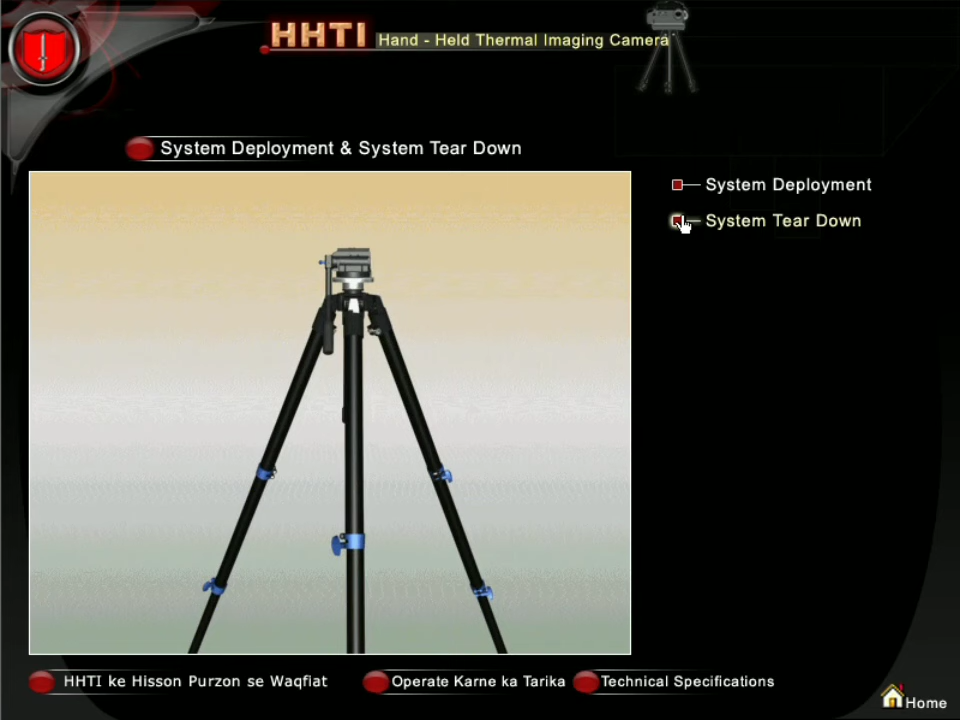 HHTI Hand - Held Thermal Imaging Camera
System Deployment & System Tear Down
System Deployment
System Tear Down
HHTI ke Hisson Purzon se Waqfiat
Operate Karne ka Tarika
Technical Specifications
Home